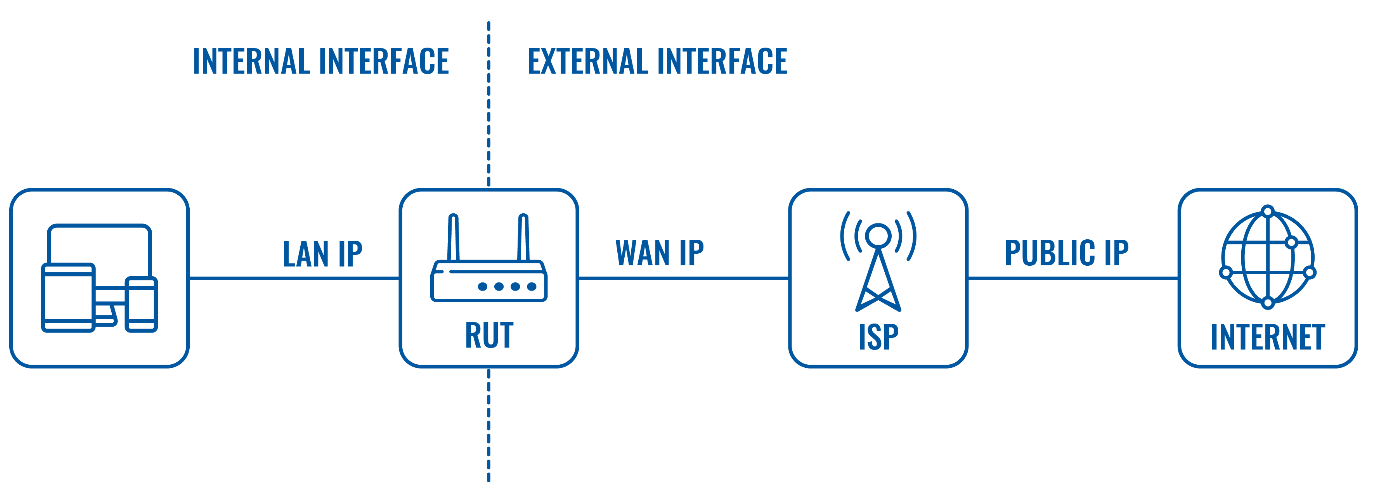 INTERNAL INTERFACE
EXTERNAL INTERFACE
LAN IP
WAN IP
PUBLIC IP
RUT
ISP
INTERNET